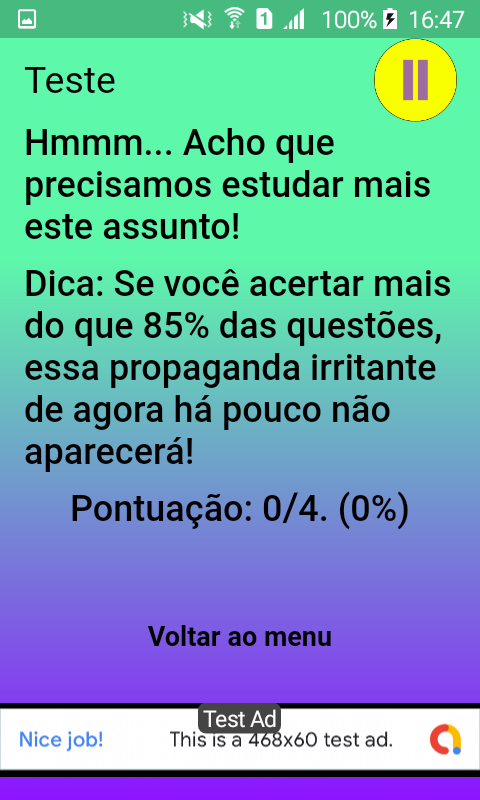 1 100% 16:47
Teste
Hmmm... Acho que
precisamos estudar mais
este assunto!
Dica: Se você acertar mais
do que 85% das questões,
essa propaganda irritante
de agora há pouco não
aparecerá!
Pontuação: 0/4. (0%)
Voltar ao menu
Test Ad
Nice job! This is a 468x60 test ad.